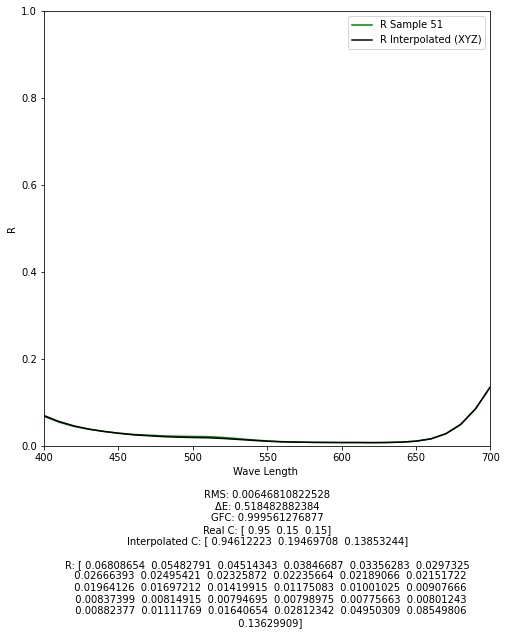 1.0
0.8
0.6
0.4
0.2
0.0
R
R Sample 51
R Interpolated (XYZ)
400 450 500 550 600 650 700
Wave Length
RMS: 0.00646810822528
ΔE: 0.518482882384
GFC: 0.999561276877
Real C: [ 0.95 0.15 0.15]
Interpolated C: [ 0.94612223 0.19469708 0.13853244]
R: [ 0.06808654 0.05482791 0.04514343 0.03846687 0.03356283 0.0297325
0.02666393 0.02495421 0.02325872 0.02235664 0.02189066 0.02151722
0.01964126 0.01697212 0.01419915 0.01175083 0.01001025 0.00907666
0.00837399 0.00814915 0.00794695 0.00798975 0.00775663 0.00801243
0.00882377 0.01111769 0.01640654 0.02812342 0.04950309 0.08549806
0.13629909]